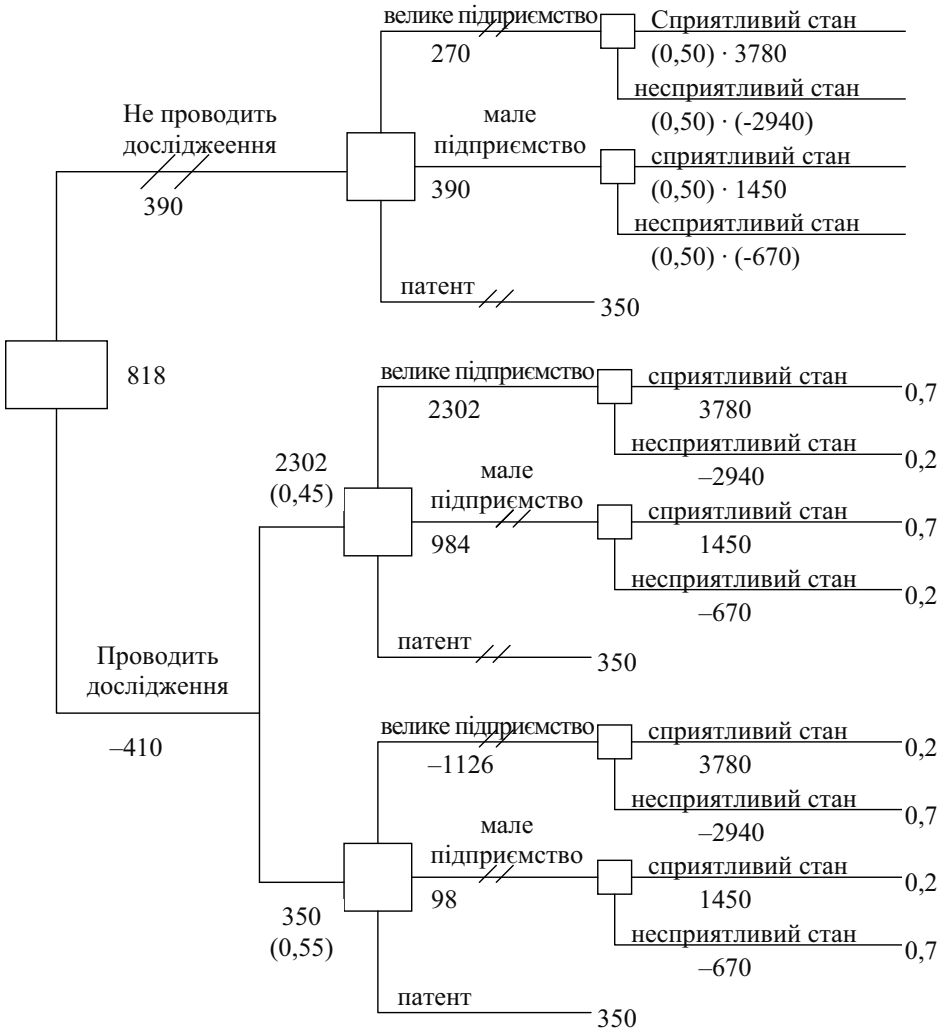 велике підприємство
270
Сприятливий стан
(0,50) · 3780
несприятливий стан
(0,50) · (-2940)
Не проводить
досліджеення
390
мале
підприємство
390
сприятливий стан
(0,50) · 1450
несприятливий стан
(0,50) · (-670)
патент
350
818
велике підприємство
2302
сприятливий стан
3780
0,7
несприятливий стан
–2940
0,2
2302
(0,45)
мале
підприємство
984
сприятливий стан
1450
0,7
несприятливий стан
–670
0,2
патент
350
Проводить
дослідження
–410
велике підприємство
–1126
сприятливий стан
3780
0,2
несприятливий стан
–2940
0,7
350
(0,55)
мале
підприємство
98
сприятливий стан
1450
0,2
несприятливий стан
–670
0,7
патент
350